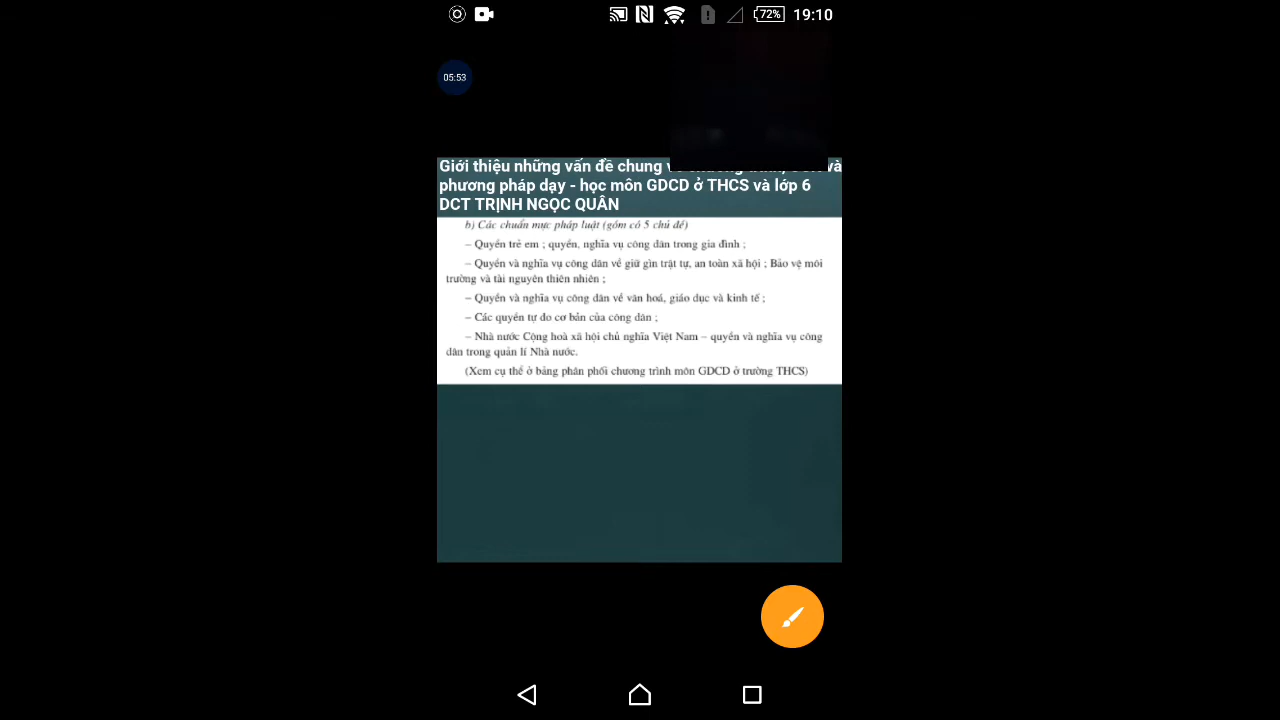 72%
19:10
05:53
Giới thiệu những vấn đề chung
phương pháp dạy - học môn GDCD ở THCS và lớp 6
DCT TRỊNH NGỌC QUÂN
b) Các chuẩn mực pháp luật (gồm có 5 chủ đề)
– Quyền trẻ em ; quyền, nghĩa vụ công dân trong gia đình ;
– Quyền và nghĩa vụ công dân về giữ gìn trật tự, an toàn xã hội ; Bảo vệ môi
trường và tài nguyên thiên nhiên ;
– Quyền và nghĩa vụ công dân về văn hoá, giáo dục và kinh tế ;
– Các quyền tự do cơ bản của công dân ;
– Nhà nước Cộng hoà xã hội chủ nghĩa Việt Nam – quyền và nghĩa vụ công
dân trong quản lí Nhà nước.
(Xem cụ thể ở bảng phân phối chương trình môn GDCD ở trường THCS)